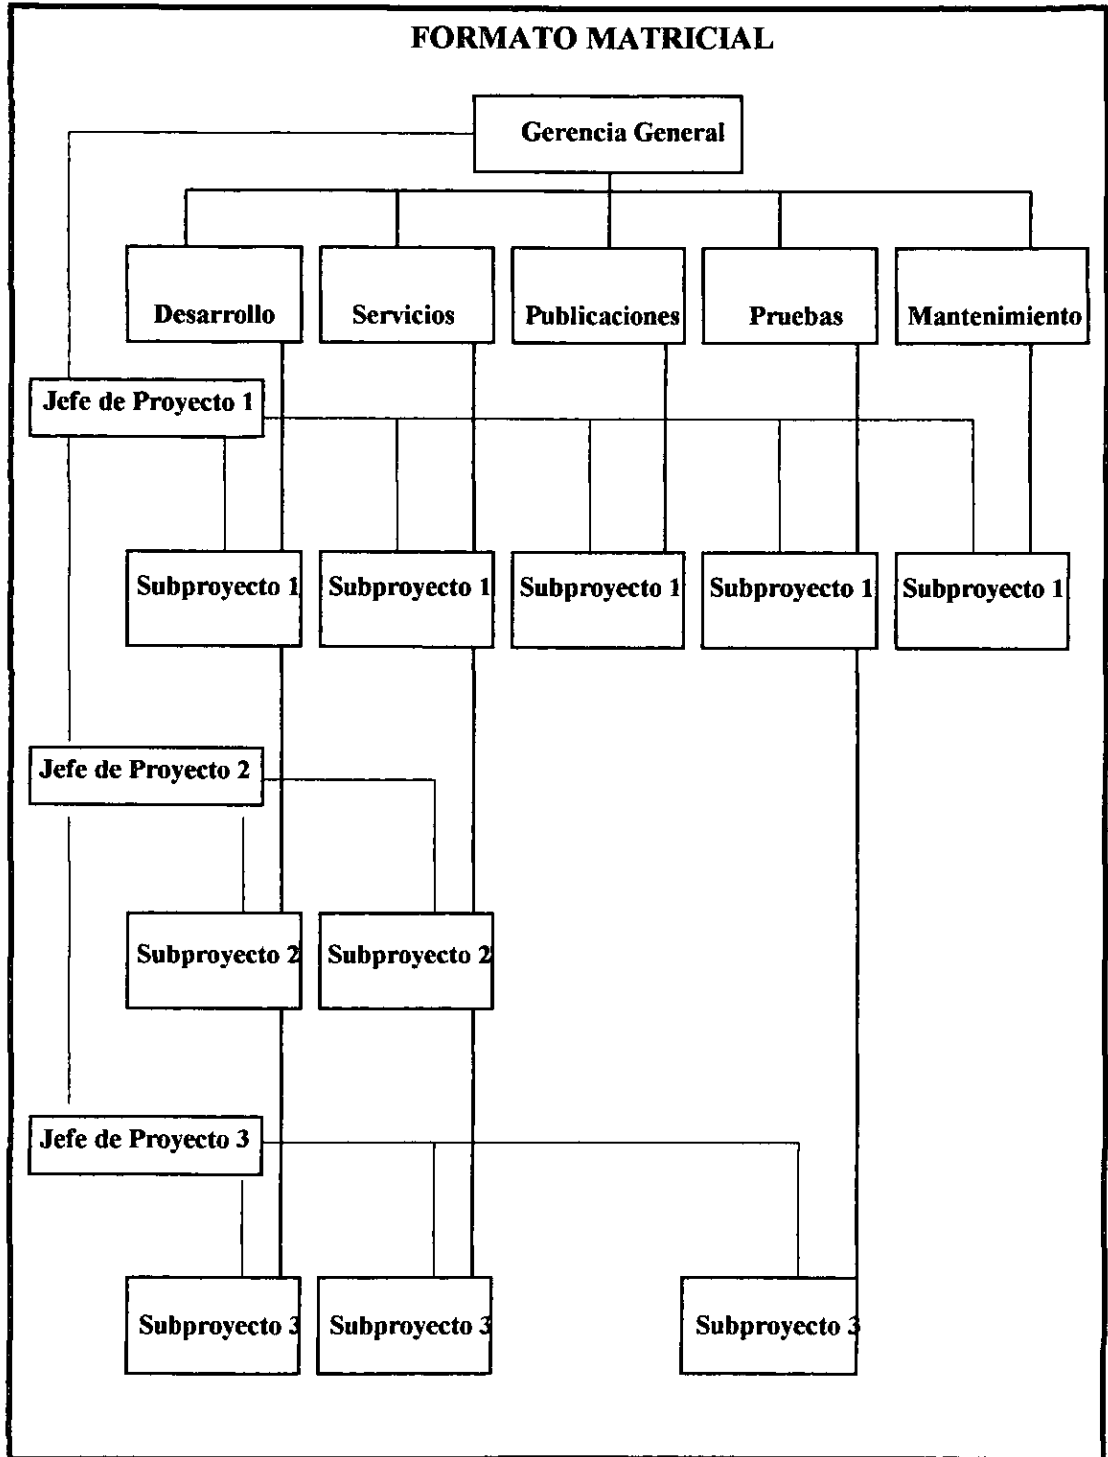 FORMATO MATRICIAL
Gerencia General
Desarrollo
Servicios
Publicaciones
Pruebas
Mantenimiento
Jefe de Proyecto 1
Subproyecto 1
Subproyecto 1
Subproyecto 1
Subproyecto 1
Subproyecto 1
Jefe de Proyecto 2
Subproyecto 2
Subproyecto 2
Jefe de Proyecto 3
Subproyecto 3
Subproyecto 3
Subproyecto 3